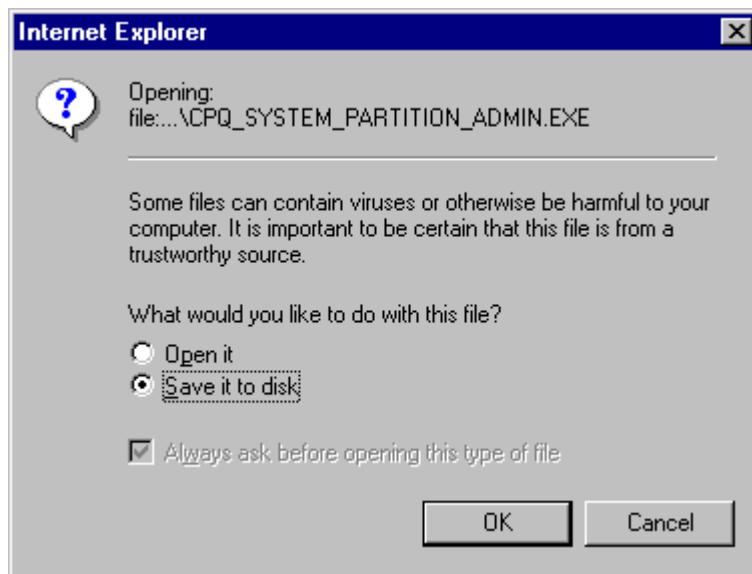 Internet Explorer
?
Opening:
file:...\CPQ_SYSTEM_PARTITION_ADMIN.EXE
Some files can contain viruses or otherwise be harmful to your
computer. It is important to be certain that this file is from a
trustworthy source.
What would you like to do with this file?
Open it
Save it to disk
Always ask before opening this type of file
OK
Cancel